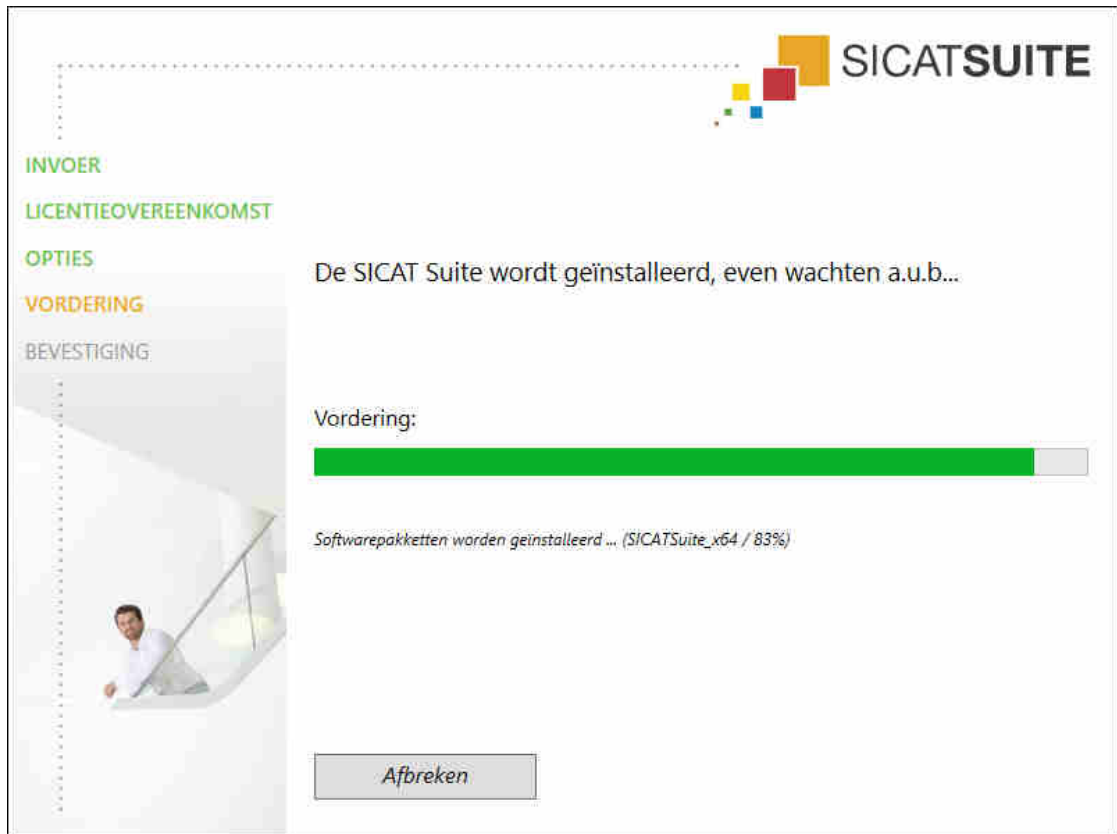 SICATSUITE
INVOER
LICENTIEOVEREENKOMST
OPTIES
VORDERING
BEVESTIGING
De SICAT Suite wordt geïnstalleerd, even wachten a.u.b...
Vordering:
Softwarepakketten worden geïnstalleerd ... (SICATSuite_x64 / 83%)
Afbreken